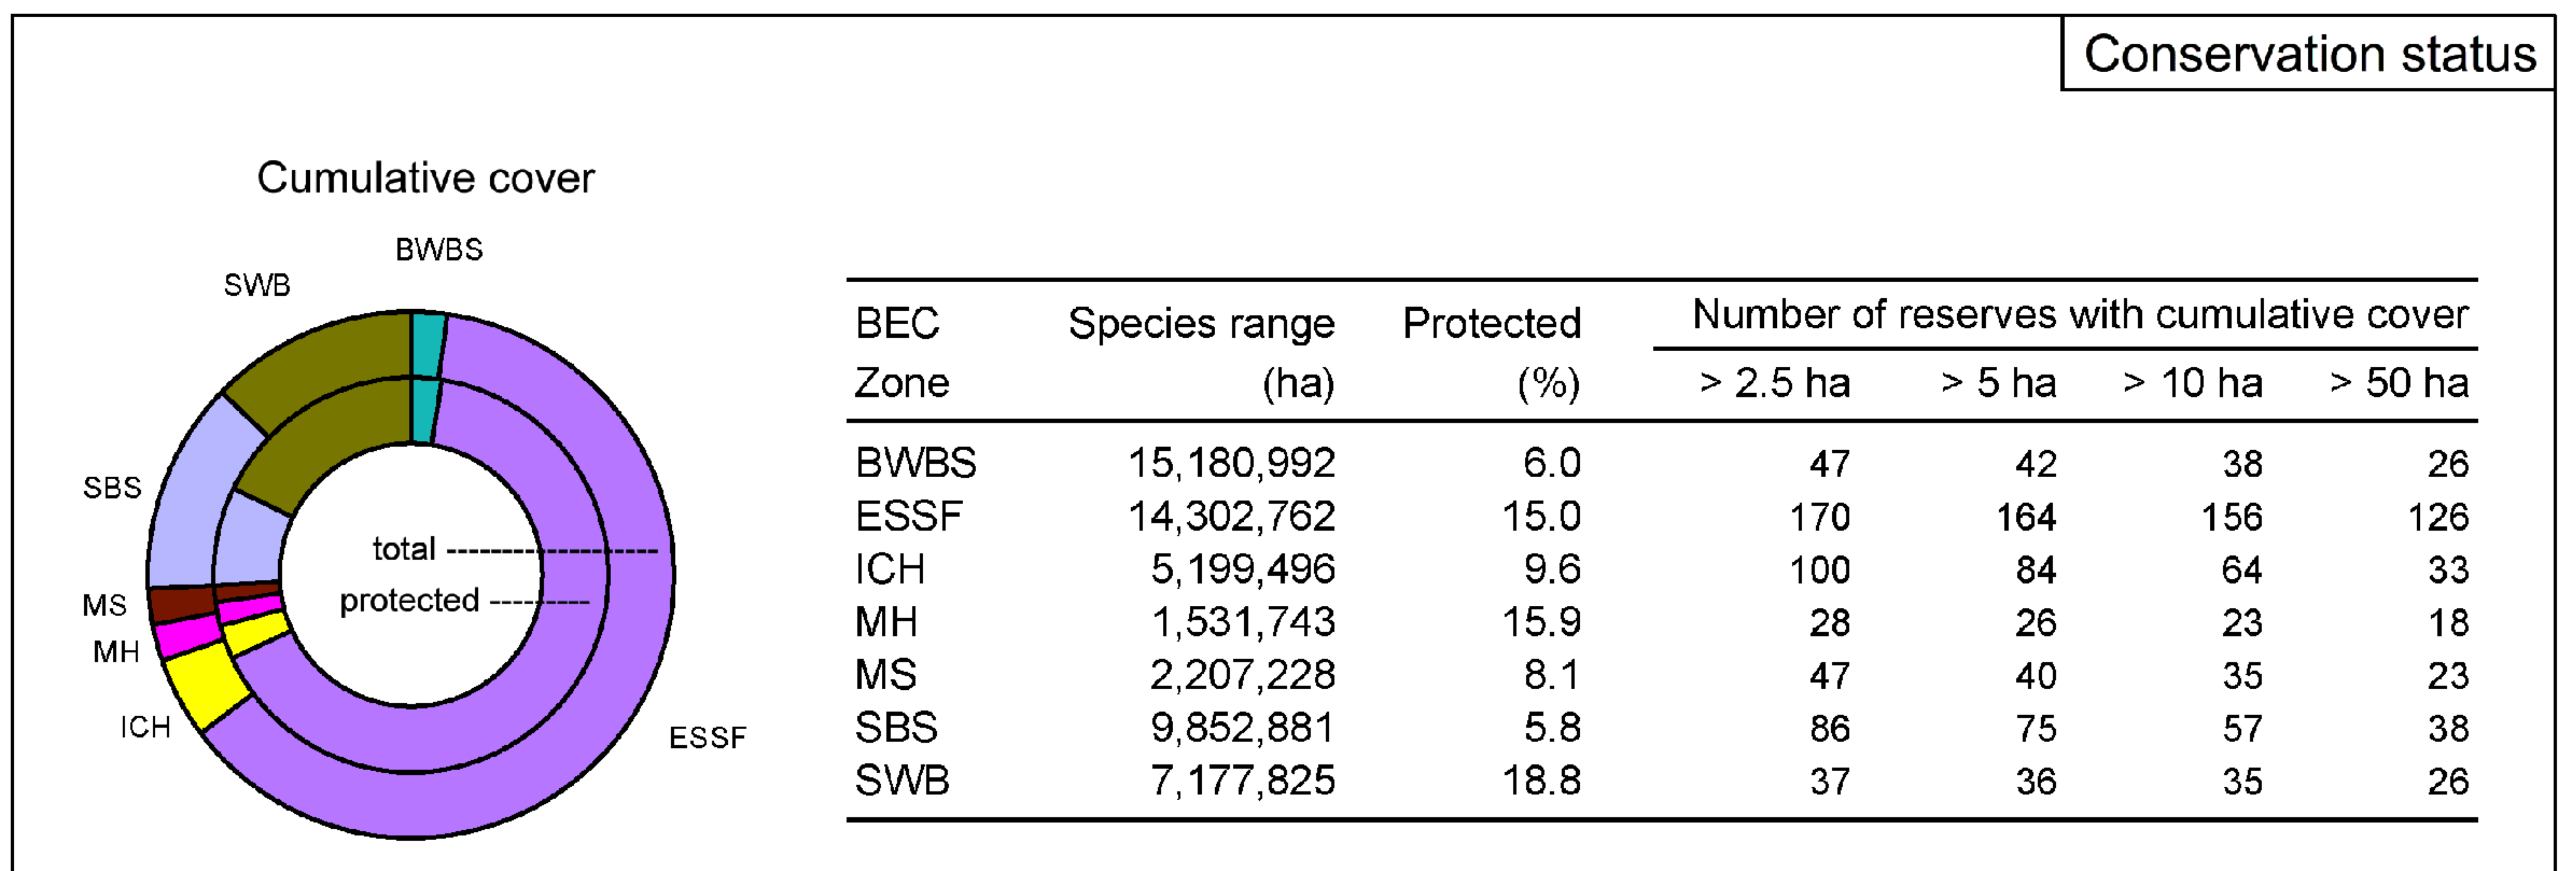 Conservation status
Cumulative cover
BWBS
SWB
SBS
MS
MH
ICH
ESSF
total
protected
BEC Zone Species range (ha) Protected (%) Number of reserves with cumulative cover
> 2.5 ha > 5 ha > 10 ha > 50 ha
BWBS 15,180,992 6.0 47 42 38 26
ESSF 14,302,762 15.0 170 164 156 126
ICH 5,199,496 9.6 100 84 64 33
MH 1,531,743 15.9 28 26 23 18
MS 2,207,228 8.1 47 40 35 23
SBS 9,852,881 5.8 86 75 57 38
SWB 7,177,825 18.8 37 36 35 26